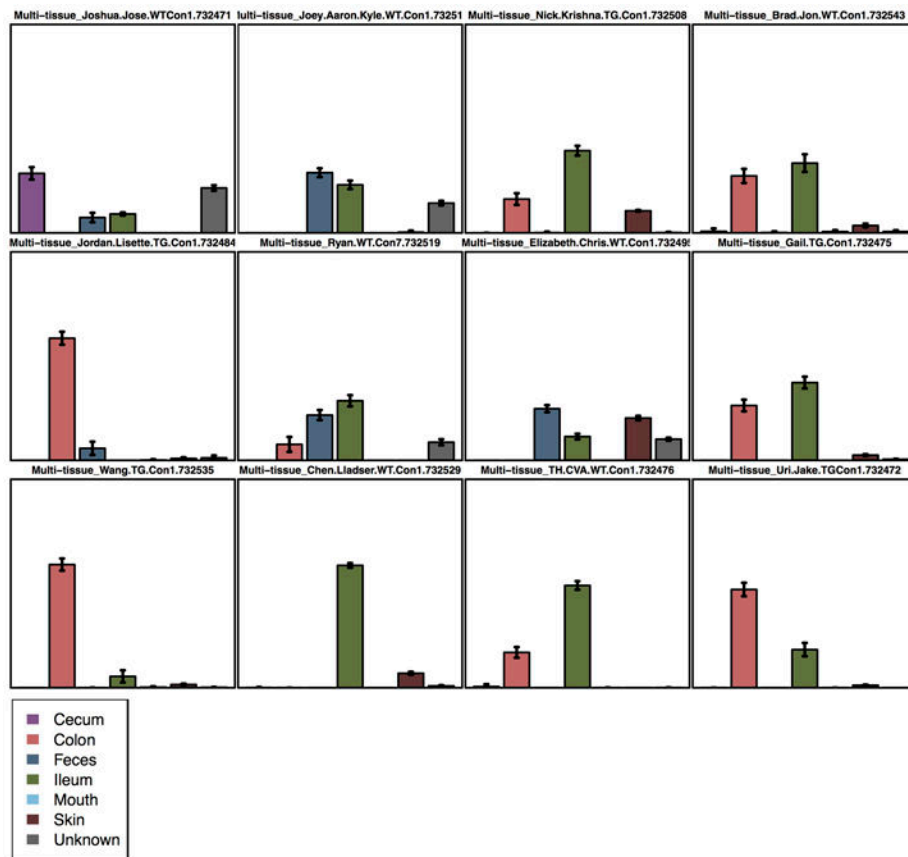 Multi-tissue_Joshua.Jose.WTCon1.732471
lulti-tissue_Joey.Aaron.Kyle.WT.Con1.73251
Multi-tissue_Nick.Krishna.TG.Con1.732508
Multi-tissue_Brad.Jon.WT.Con1.732543
Multi-tissue_Jordan.Lisette.TG.Con1.732484
Multi-tissue_Ryan.WT.Con7.732519
Multi-tissue_Elizabeth.Chris.WT.Con1.732495
Multi-tissue_Gail.TG.Con1.732475
Multi-tissue_Wang.TG.Con1.732535
Multi-tissue_Chen.Lladser.WT.Con1.732529
Multi-tissue_TH.CVA.WT.Con1.732476
Multi-tissue_Uri.Jake.TGCon1.732472
Cecum
Colon
Feces
Ileum
Mouth
Skin
Unknown